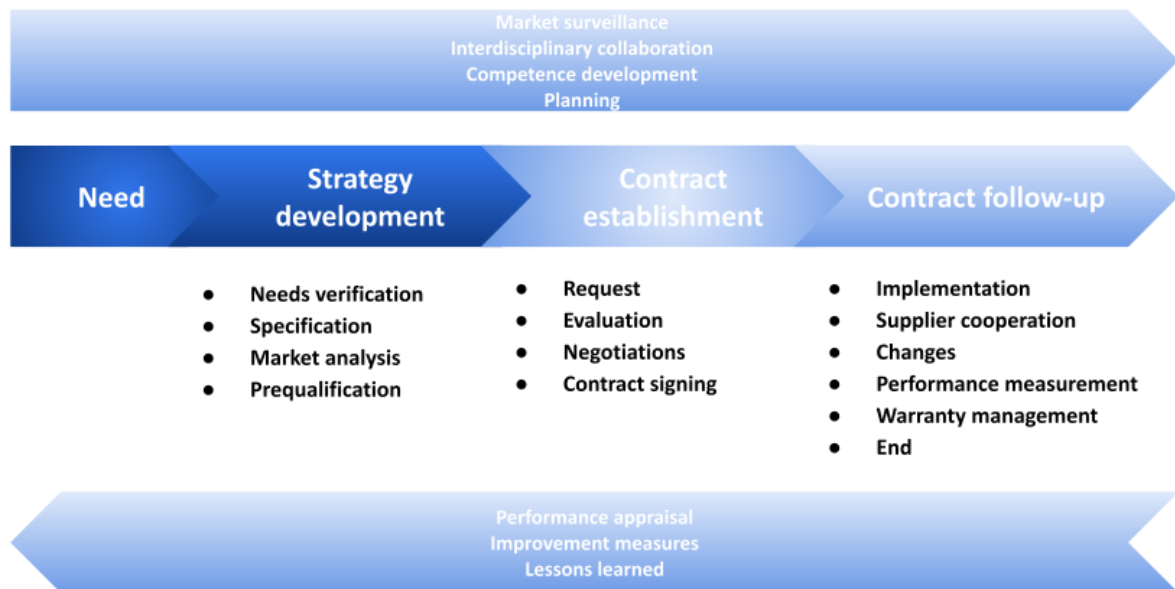 Market surveillance
Interdisciplinary collaboration
Competence development
Planning
Need
Strategy
development
Contract
establishment
Contract follow-up
● Needs verification
● Specification
● Market analysis
● Prequalification
● Request
● Evaluation
● Negotiations
● Contract signing
● Implementation
● Supplier cooperation
● Changes
● Performance measurement
● Warranty management
● End
Performance appraisal
Improvement measures
Lessons learned